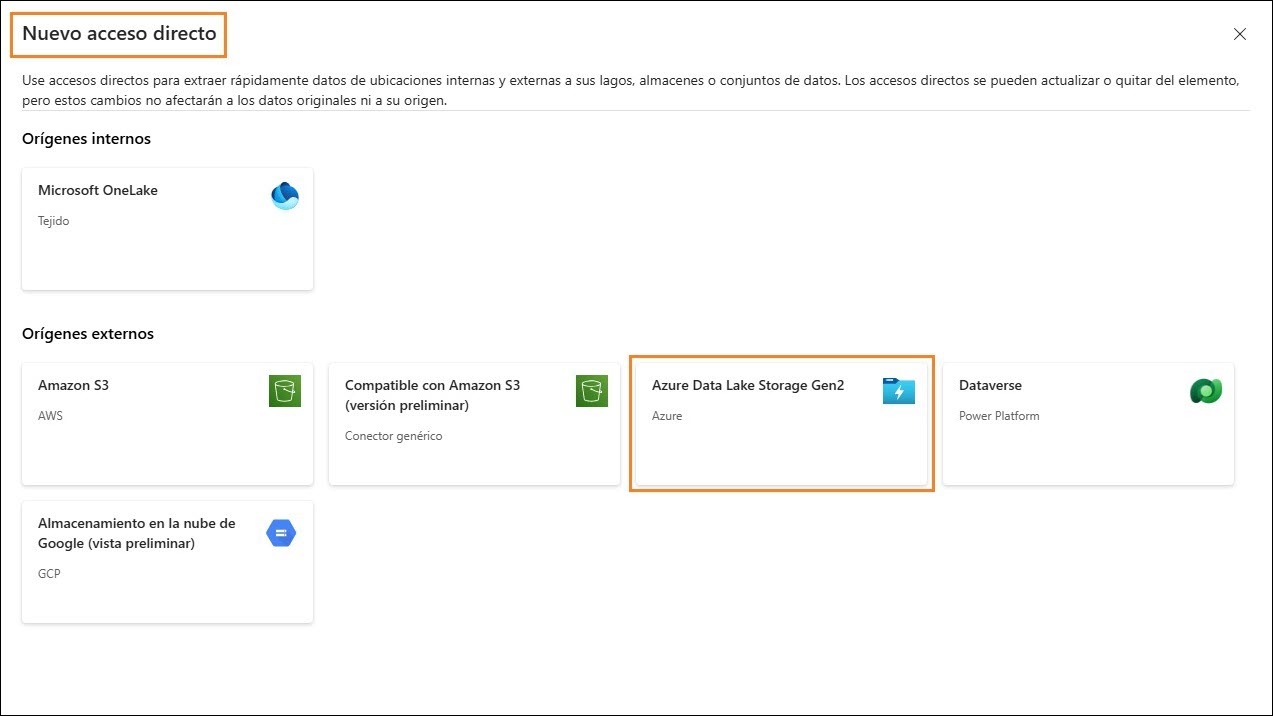 Nuevo acceso directo
Use accesos directos para extraer rápidamente datos de ubicaciones internas y externas a sus lagos, almacenes o conjuntos de datos. Los accesos directos se pueden actualizar o quitar del elemento,
pero estos cambios no afectarán a los datos originales ni a su origen.
Orígenes internos
Microsoft OneLake
Tejido
Orígenes externos
Amazon S3
AWS
Compatible con Amazon S3
(versión preliminar)
Conector genérico
Azure Data Lake Storage Gen2
Azure
Dataverse
Power Platform
Almacenamiento en la nube de
Google (vista preliminar)
GCP